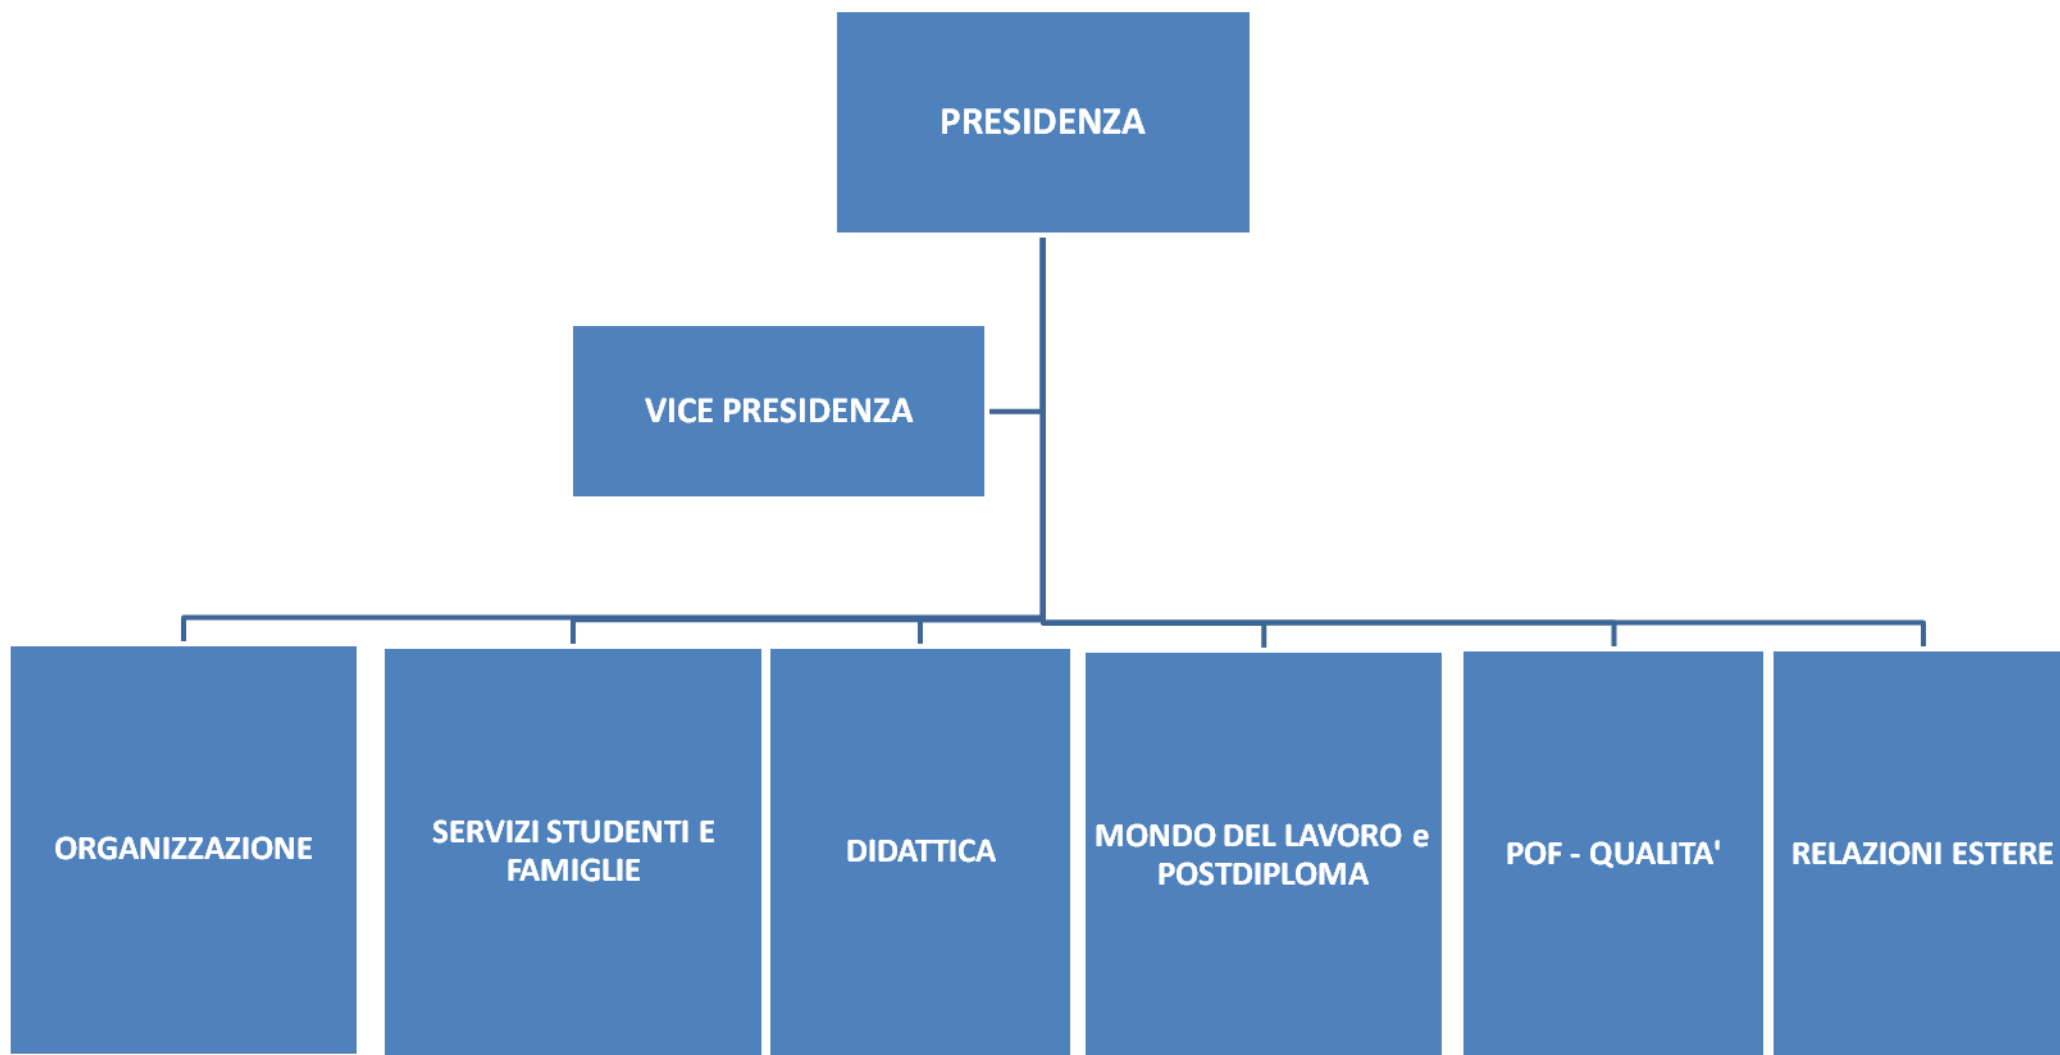 PRESIDENZA
VICE PRESIDENZA
ORGANIZZAZIONE
SERVIZI STUDENTI E
FAMIGLIE
DIDATTICA
MONDO DEL LAVORO e
POSTDIPLOMA
POF - QUALITA'
RELAZIONI ESTERE